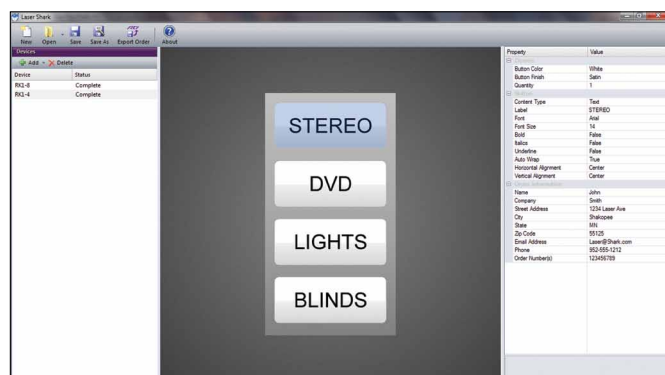 Laser Shark
New Open Save Save As Export Order About
Devices
Add Delete
Device Status
RK1-8 Complete
RK1-4 Complete
STEREO
DVD
LIGHTS
BLINDS
Property Value
Button Color White
Button Finish Satin
Quantity 1
Content Type Text
Label STEREO
Font Arial
Font Size 14
Bold False
Italics False
Underline False
Auto Wrap True
Horizontal Alignment Center
Vertical Alignment Center
Name John
Company Smith
Street Address 1234 Laser Ave
City Shakopee
State MN
Zip Code 55125
Email Address Laser@Shark.com
Phone 952-555-1212
Order Number(s) 123456789